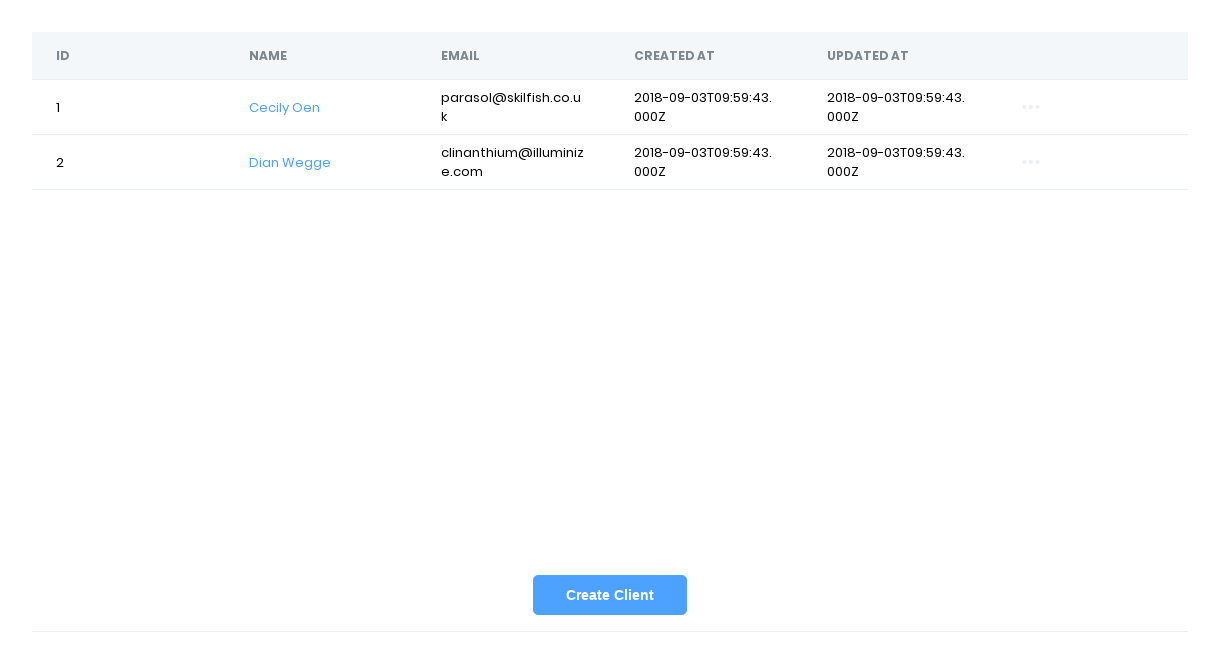 ID NAME EMAIL CREATED AT UPDATED AT
1 Cecily Oen parasol@skilfish.co.u 2018-09-03T09:59:43. 2018-09-03T09:59:43.
k 000Z 000Z
2 Dian Wegge clinanthium@illuminiz 2018-09-03T09:59:43. 2018-09-03T09:59:43.
e.com 000Z 000Z
Create Client